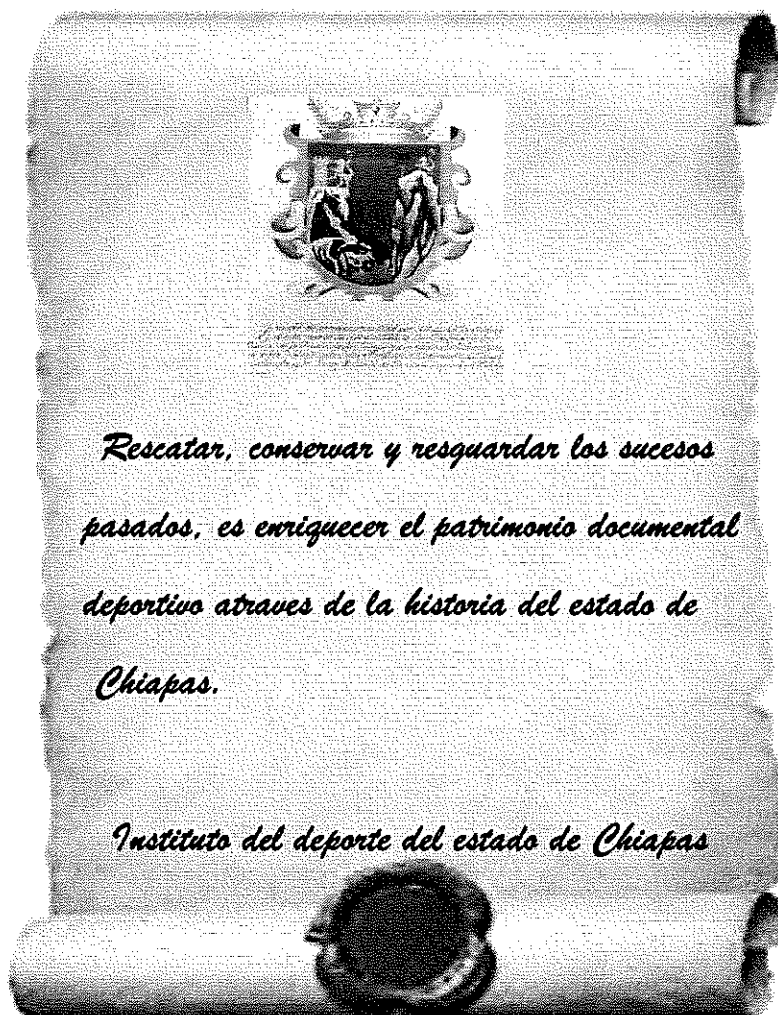 Rescatar, conservar y resguardar los sucesos
pasados, es enriquecer el patrimonio documental
deportivo atraves de la historia del estado de
Chiapas.
Instituto del deporte del estado de Chiapas